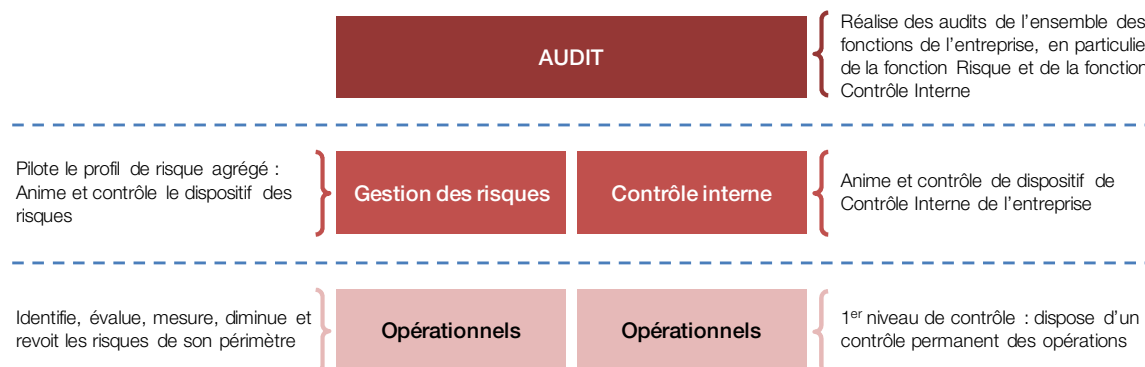 AUDIT
Réalise des audits de l'ensemble des
fonctions de l'entreprise, en particulie
de la fonction Risque et de la fonction
Contrôle Interne
Pilote le profil de risque agrégé :
Anime et contrôle le dispositif des
risques
Gestion des risques
Contrôle interne
Anime et contrôle de dispositif de
Contrôle Interne de l'entreprise
Identifie, évalue, mesure, diminue et
revoit les risques de son périmètre
Opérationnels
Opérationnels
1er niveau de contrôle : dispose d'un
contrôle permanent des opérations